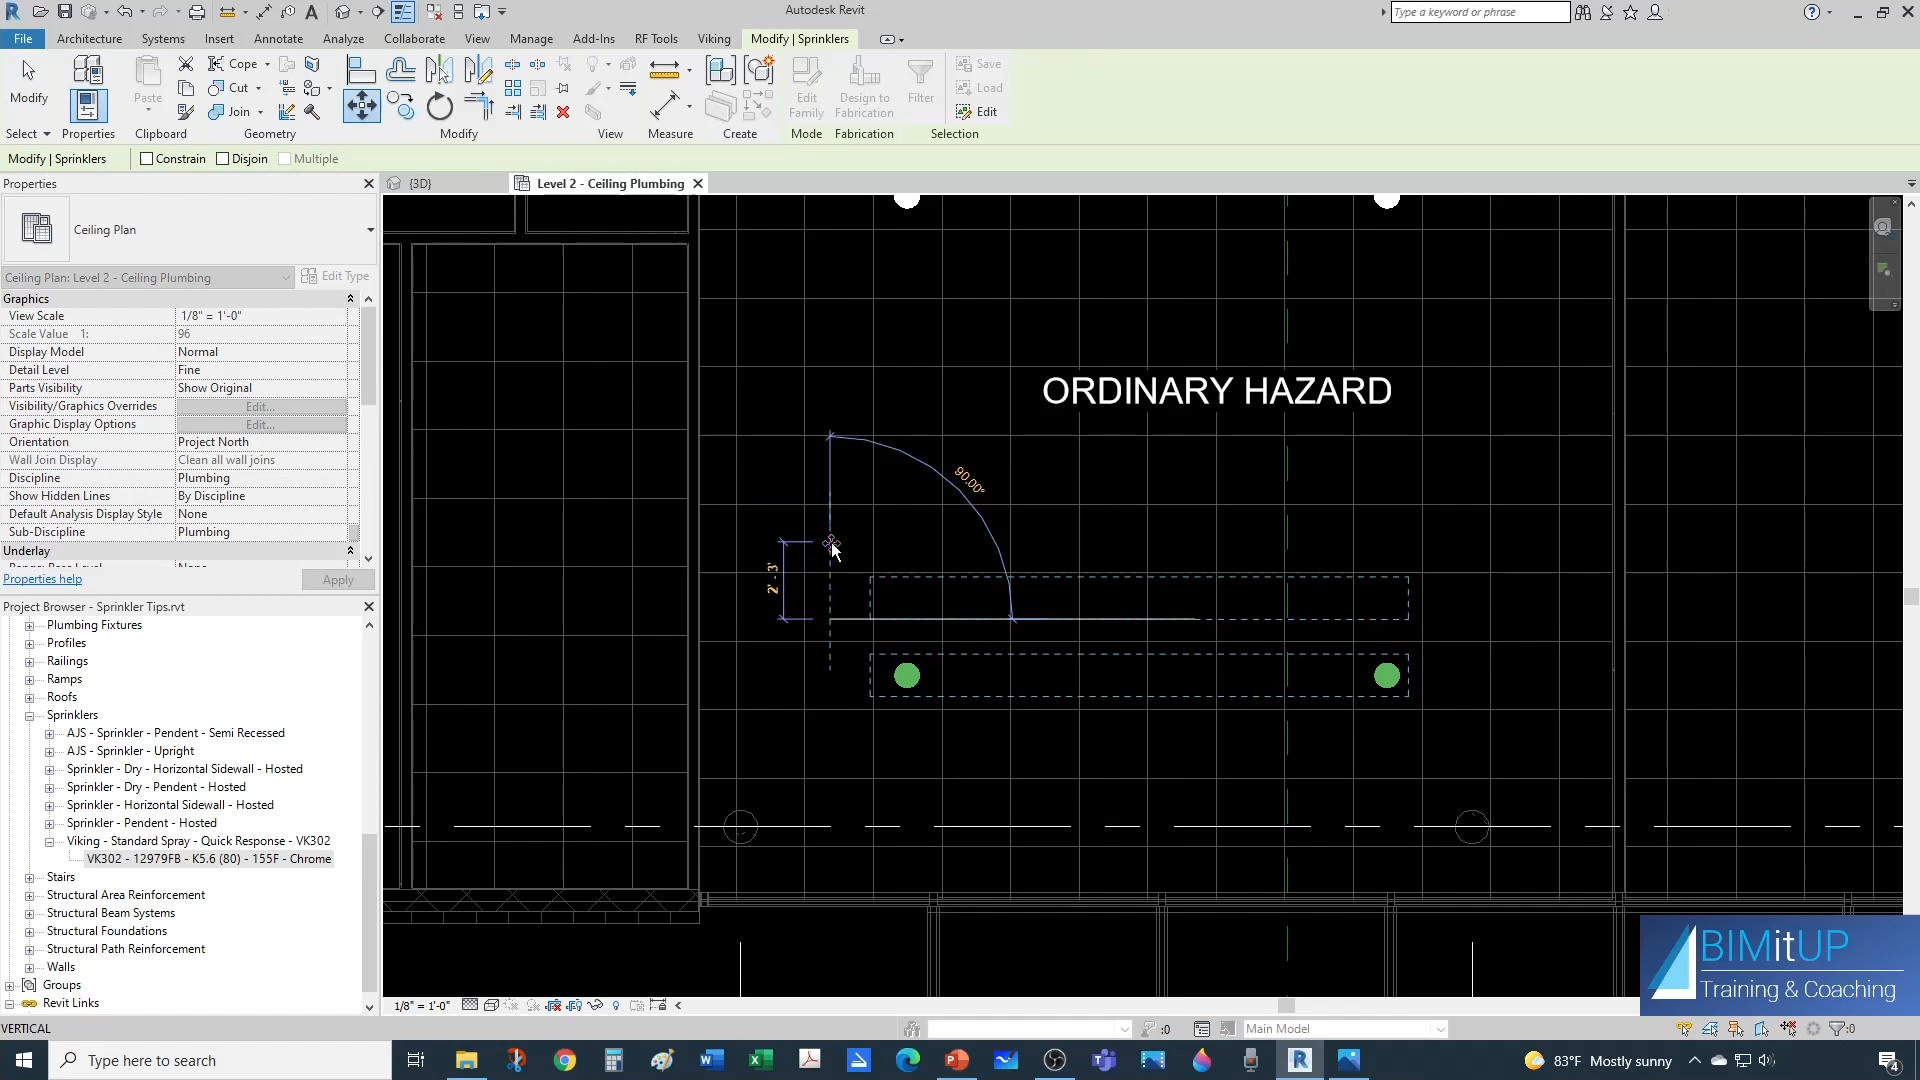 Autodesk Revit
Type a keyword or phrase
File Architecture Systems Insert Annotate Analyze Collaborate View Manage Add-Ins RF Tools Viking Modify | Sprinklers
Modify
Paste
Cope
Cut
Join
Edit Family
Design to Fabrication
Filter
Save
Load
Edit
Select Properties Clipboard Geometry Modify View Measure Create Mode Fabrication Selection
Modify | Sprinklers Constrain Disjoin Multiple
Properties
{3D}
Level 2 - Ceiling Plumbing
Ceiling Plan
Ceiling Plan: Level 2 - Ceiling Plumbing Edit Type
Graphics
View Scale 1/8" = 1'-0"
Scale Value 1: 96
Display Model Normal
Detail Level Fine
Parts Visibility Show Original
Visibility/Graphics Overrides Edit...
Graphic Display Options Edit...
Orientation Project North
Wall Join Display Clean all wall joins
Discipline Plumbing
Show Hidden Lines By Discipline
Default Analysis Display Style None
Sub-Discipline Plumbing
Underlay
Properties help Apply
Project Browser - Sprinkler Tips.rvt
Plumbing Fixtures
Profiles
Railings
Ramps
Roofs
Sprinklers
AJS - Sprinkler - Pendent - Semi Recessed
AJS - Sprinkler - Upright
Sprinkler - Dry - Horizontal Sidewall - Hosted
Sprinkler - Dry - Pendent - Hosted
Sprinkler - Horizontal Sidewall - Hosted
Sprinkler - Pendent - Hosted
Viking - Standard Spray - Quick Response - VK302
VK302 - 12979FB - K5.6 (80) - 155F - Chrome
Stairs
Structural Area Reinforcement
Structural Beam Systems
Structural Foundations
Structural Path Reinforcement
Walls
Groups
Revit Links
ORDINARY HAZARD
90.00°
2' - 3"
BIMitUP
Training & Coaching
1/8" = 1'-0"
VERTICAL
:0
Main Model
:0
Type here to search
83°F Mostly sunny
4